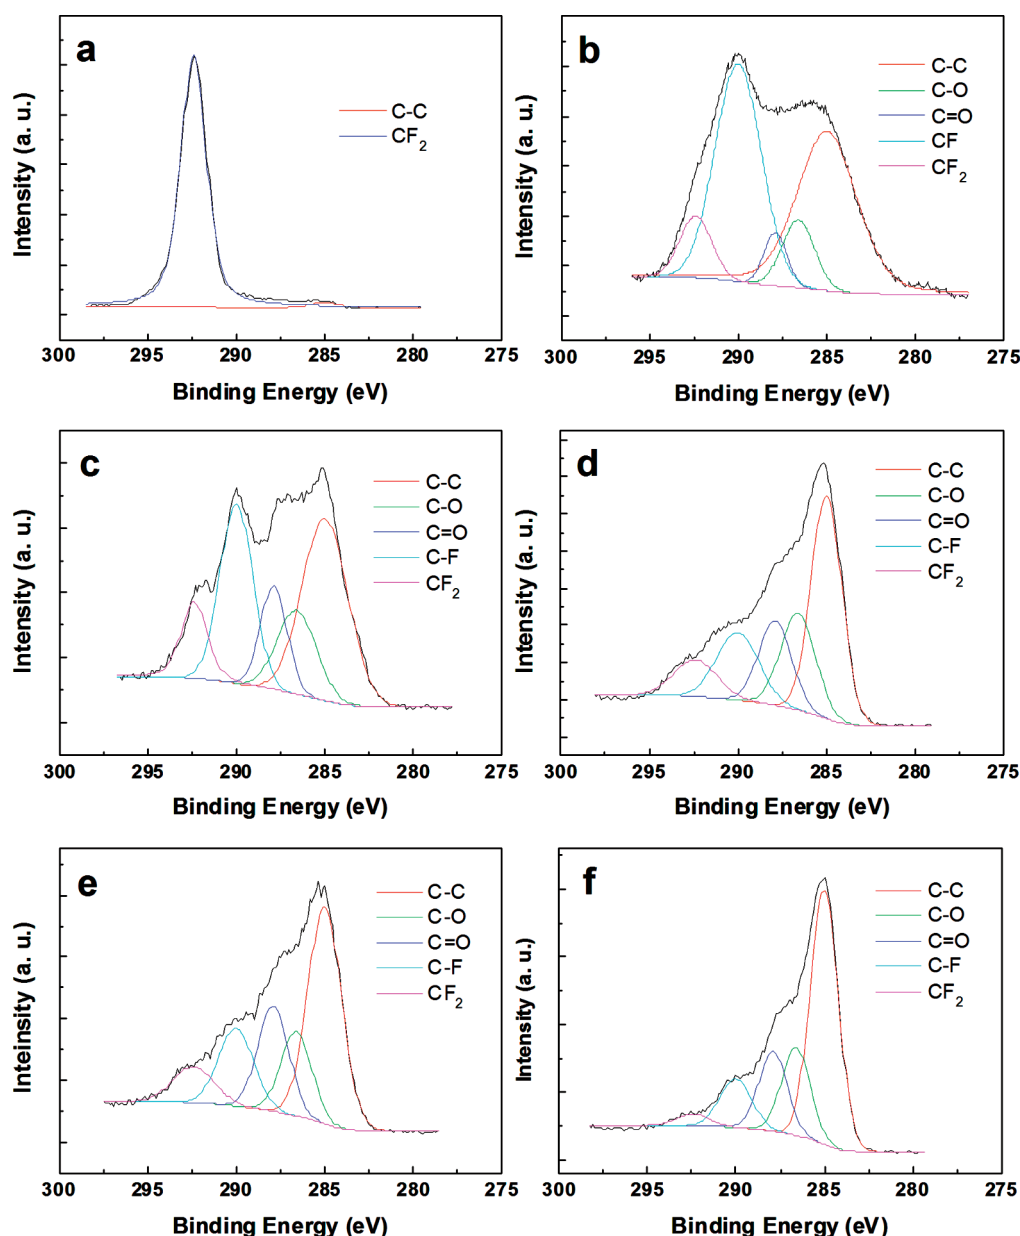 a
C-C
CF2
Intensity (a. u.)
300 295 290 285 280 275
Binding Energy (eV)
b
C-C
C-O
C=O
CF
CF2
Intensity (a. u.)
300 295 290 285 280 275
Binding Energy (eV)
c
C-C
C-O
C=O
C-F
CF2
Intensity (a. u.)
300 295 290 285 280 275
Binding Energy (eV)
d
C-C
C-O
C=O
C-F
CF2
Intensity (a. u.)
300 295 290 285 280 275
Binding Energy (eV)
e
C-C
C-O
C=O
C-F
CF2
Inteinsity (a. u.)
300 295 290 285 280 275
Binding Energy (eV)
f
C-C
C-O
C=O
C-F
CF2
Intensity (a. u.)
300 295 290 285 280 275
Binding Energy (eV)